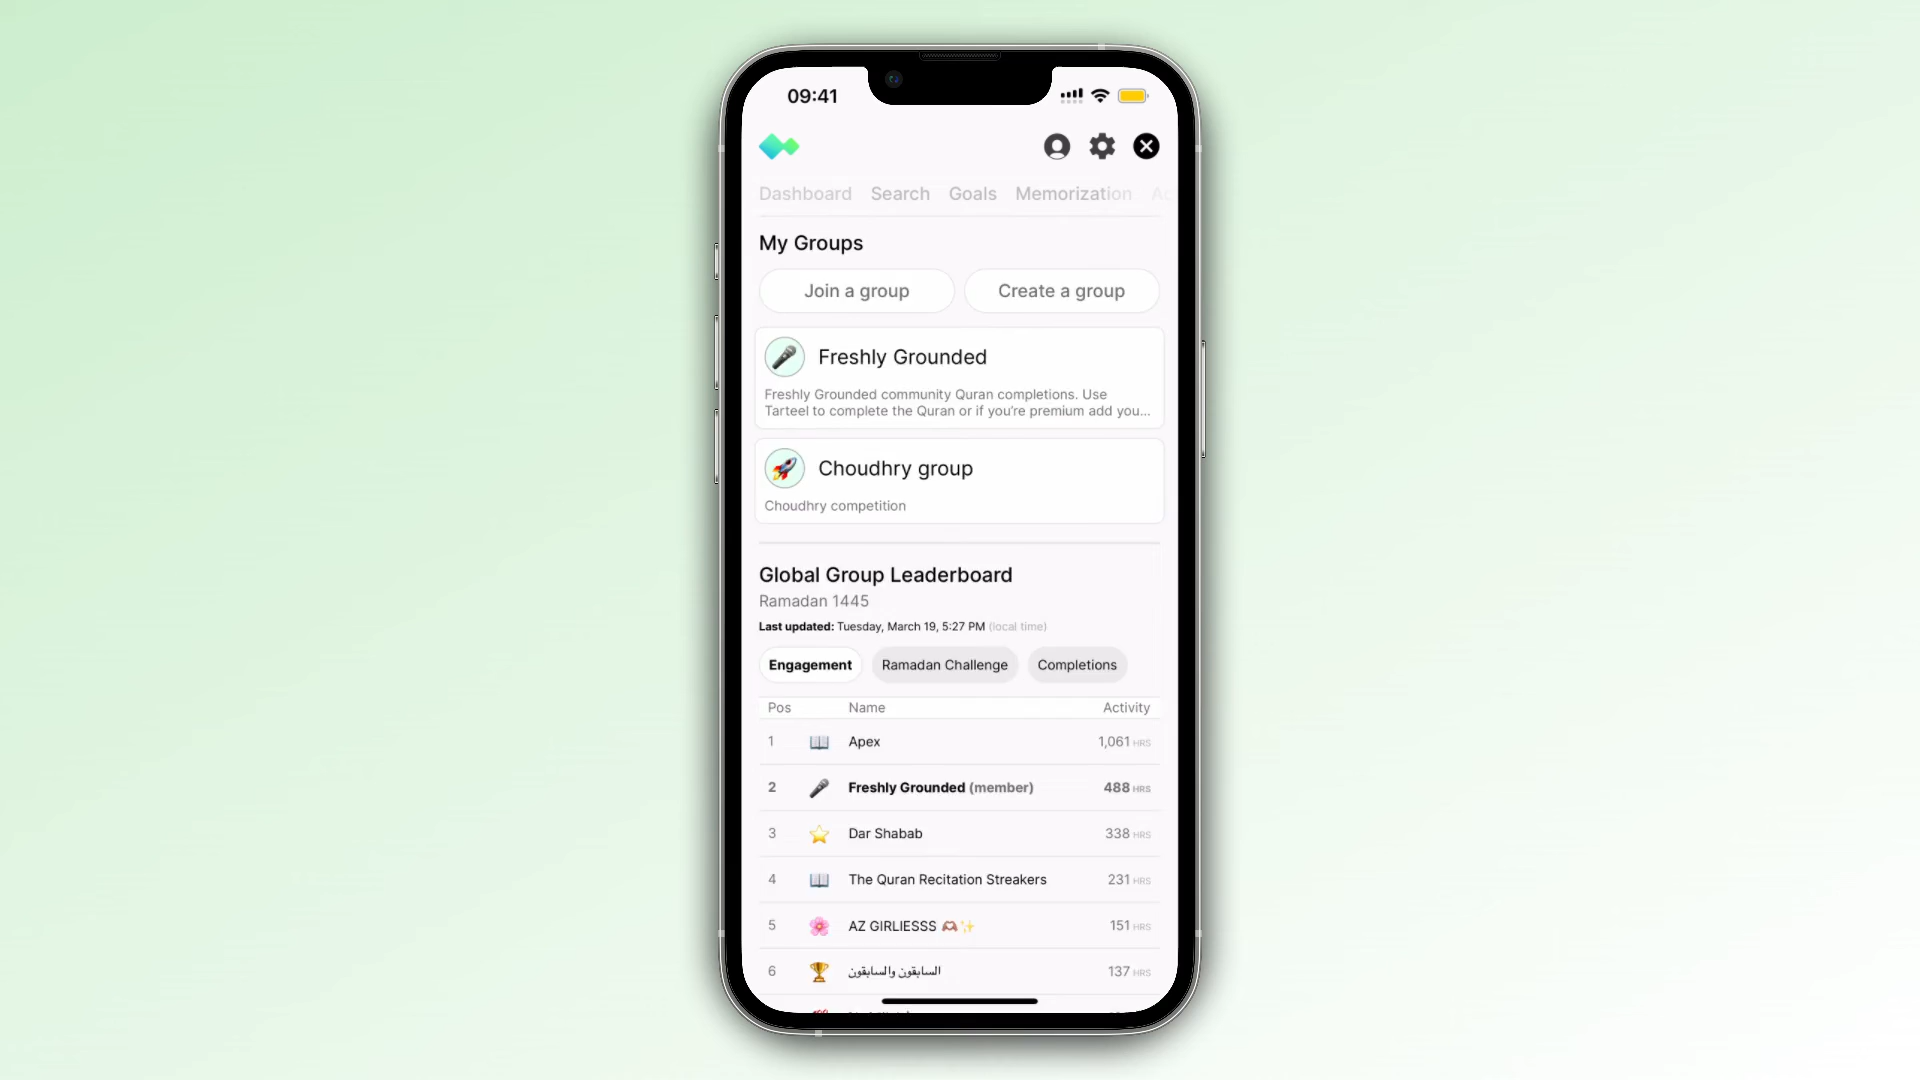 09:41
Dashboard Search Goals Memorization
My Groups
Join a group Create a group
Freshly Grounded
Freshly Grounded community Quran completions. Use
Tarteel to complete the Quran or if you're premium add you...
Choudhry group
Choudhry competition
Global Group Leaderboard
Ramadan 1445
Last updated: Tuesday, March 19, 5:27 PM (local time)
Engagement Ramadan Challenge Completions
Pos Name Activity
1 Apex 1,061 HRS
2 Freshly Grounded (member) 488 HRS
3 Dar Shabab 338 HRS
4 The Quran Recitation Streakers 231 HRS
5 AZ GIRLIESSS 🫶🏽✨ 151 HRS
6 السابقون والسابقون 137 HRS